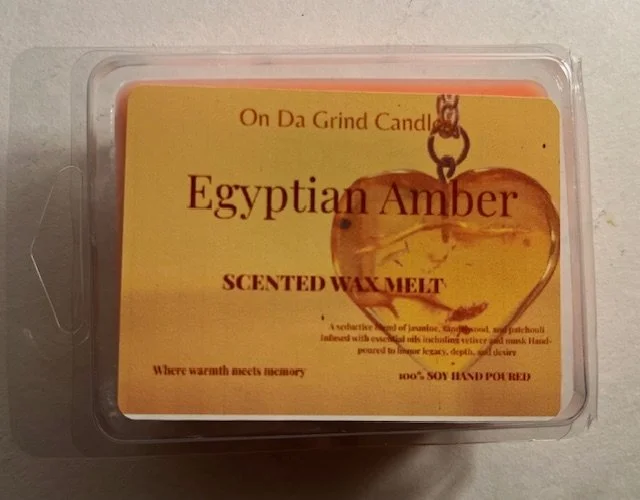 On Da Grind Candles
Egyptian Amber
SCENTED WAX MELT
A seductive blend of jasmine, sandalwood, and patchouli
Infused with essential oils including vetiver and musk Hand-
poured to honor legacy, depth, and desire
Where warmth meets memory
100% SOY HAND POURED